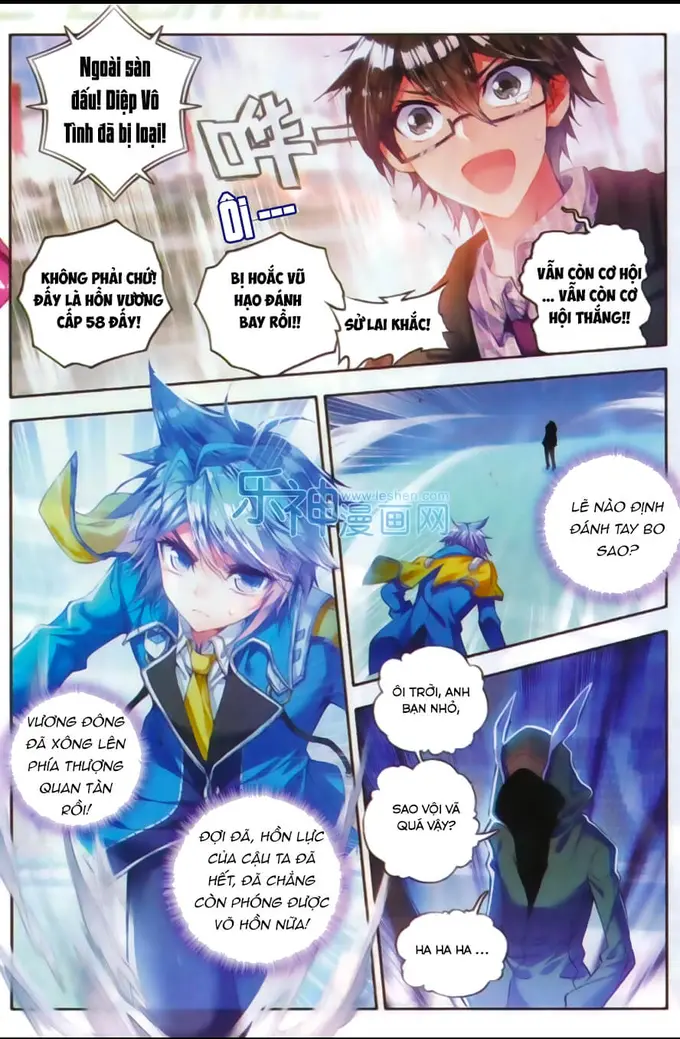 Ngoài sàn
đấu! Diệp Vô
Tình đã bị loại!
哗—
Ồi ---
KHÔNG PHẢI CHỨ!
ĐẤY LÀ HỒN VƯƠNG
CẤP 58 ĐẤY!
BỊ HOẮC VŨ
HẠO ĐÁNH
BAY RỒI!!
SỬ LAI KHẮC!
VẪN CÒN CƠ HỘI
... VẪN CÒN CƠ
HỘI THẮNG!!
乐神漫画网
www.leshen.com
LẼ NÀO ĐỊNH
ĐÁNH TAY BO
SAO?
VƯƠNG ĐÔNG
ĐÃ XÔNG LÊN
PHÍA THƯỢNG
QUAN TÀN
RỒI!
ĐỢI ĐÃ, HỒN LỰC
CỦA CẬU TA ĐÃ
HẾT, ĐÃ CHẲNG
CÒN PHÓNG ĐƯỢC
VÕ HỒN NỮA!
ÔI TRỜI, ANH
BẠN NHỎ,
SAO VỘI VÃ
QUÁ VẬY?
HA HA HA ...